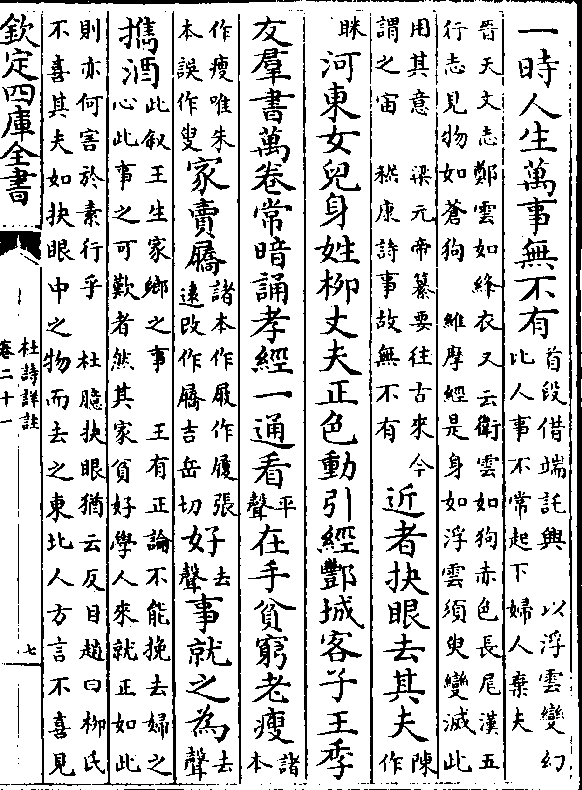 一時人生萬事無不有
首段借端託興 以浮雲變幻
比人事不常起下婦人棄夫
晉天文志鄭雲如絳衣又云衛雲如狗赤色長尾漢五
行志見物如蒼狗 維摩經是身如浮雲須臾變滅此
用其意 梁元帝纂要往古來今
謂之宙 嵇康詩事故無不有
近者抉眼去其夫
陳
作
眯
河東女兒身姓柳丈夫正色動引經酆城客子王季
友羣書萬卷常暗誦孝經一通看
平
聲
在手貧窮老瘦
諸
本
作瘦唯朱
本誤作叟
家賣屩
諸本作屐作履張
遠改作屩吉岳切
好
去
聲
事就之為
去
聲
攜酒
此叙王生家鄉之事 王有正論不能挽去婦之
心此事之可歎者然其家貧好學人來就正如此
則亦何害於素行乎 杜臆抉眼猶云反目趙曰柳氏
不喜其夫如抉眼中之物而去之東北人方言不喜見
欽定四庫全書
杜詩詳註
卷二十一
七